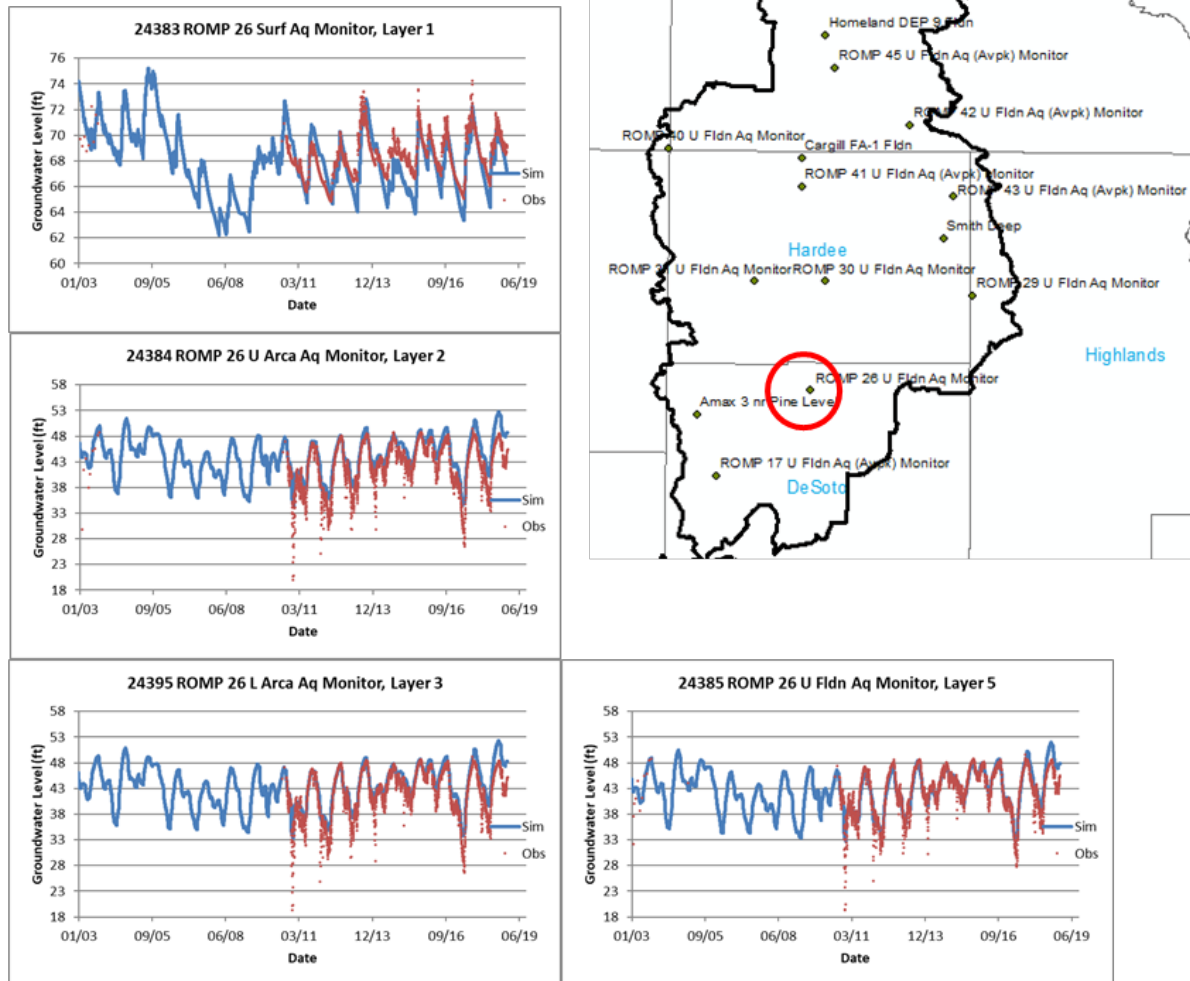 24383 ROMP 26 Surf Aq Monitor, Layer 1
Groundwater Level (ft)
76
74
72
70
68
66
64
62
60
Sim
Obs
01/03 09/05 06/08 03/11 12/13 09/16 06/19
Date
Homeland DEP 9 Fldn
ROMP 45 U Fldn Aq (Avpk) Monitor
ROMP 42 U Fldn Aq (Avpk) Monitor
ROMP 40 U Fldn Aq Monitor
Cargill FA-1 Fldn
ROMP 41 U Fldn Aq (Avpk) Monitor
43 U Fldn Aq (Avpk) Monitor
Smith Deep
Hardee
U Fldn Aq Monitor
ROMP 30 U Fldn Aq Monitor
ROMP 29 U Fldn Aq Monitor
Highlands
ROMP 26 U Fldn Aq Monitor
Amax 3 nr Pine Level
ROMP 17 U Fldn Aq (Avpk) Monitor
DeSoto
24384 ROMP 26 U Arca Aq Monitor, Layer 2
Groundwater Level (ft)
58
53
48
43
38
33
28
23
18
Sim
Obs
01/03 09/05 06/08 03/11 12/13 09/16 06/19
Date
24395 ROMP 26 L Arca Aq Monitor, Layer 3
Groundwater Level (ft)
58
53
48
43
38
33
28
23
18
Sim
Obs
01/03 09/05 06/08 03/11 12/13 09/16 06/19
Date
24385 ROMP 26 U Fldn Aq Monitor, Layer 5
Groundwater Level (ft)
58
53
48
43
38
33
28
23
18
Sim
Obs
01/03 09/05 06/08 03/11 12/13 09/16 06/19
Date